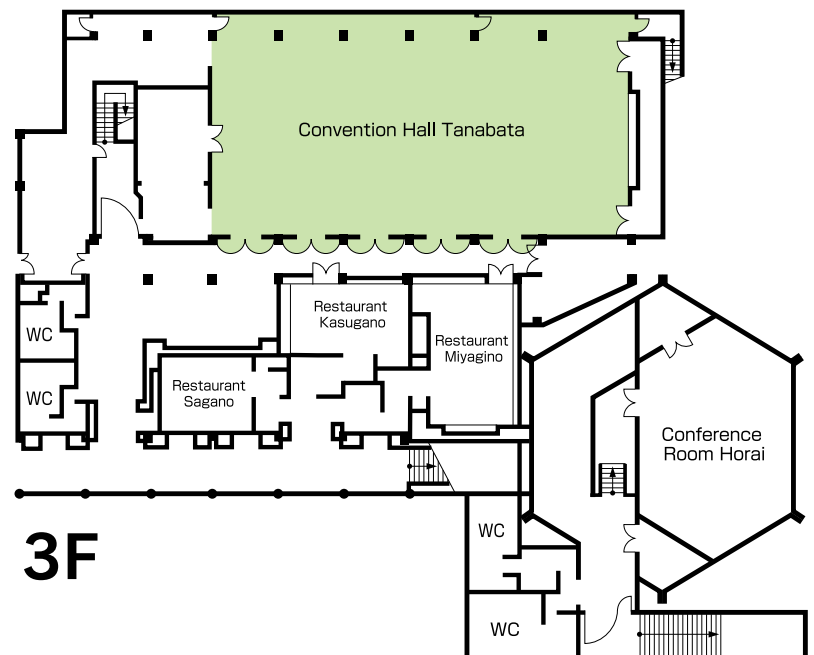 Convention Hall Tanabata
Restaurant
Kasugano
WC
Restaurant
Miyagino
Restaurant
Sagano
WC
Conference
Room Horai
WC
3F
WC